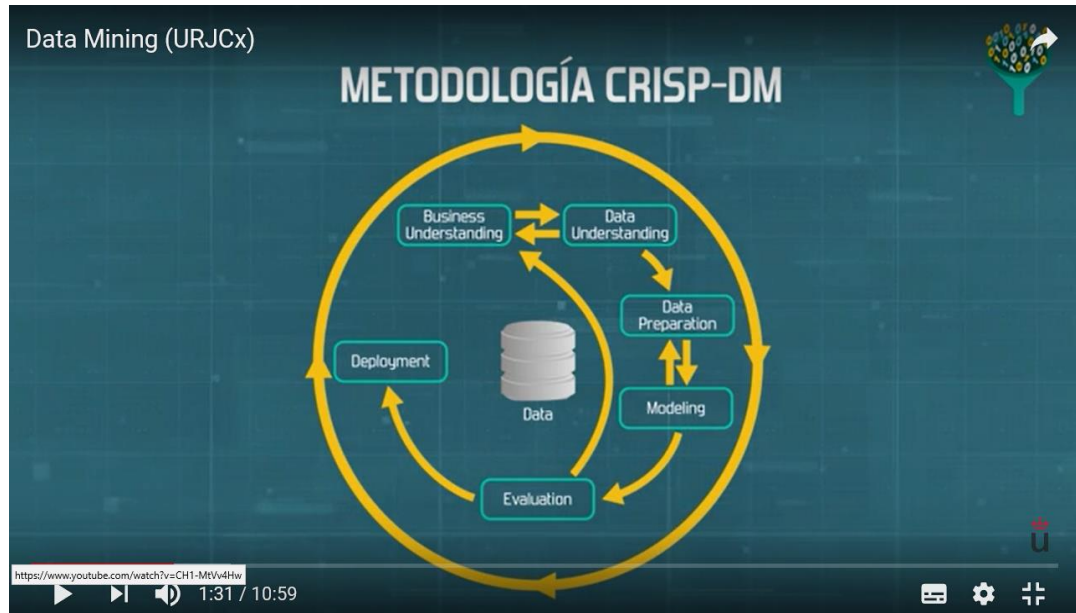 Data Mining (URJCx)
METODOLOGÍA CRISP-DM
Business
Understanding
Data
Understanding
Data
Preparation
Deployment
Data
Modeling
Evaluation
ü
https://www.youtube.com/watch?v=CH1-MtVv4Hw
1:31 / 10:59